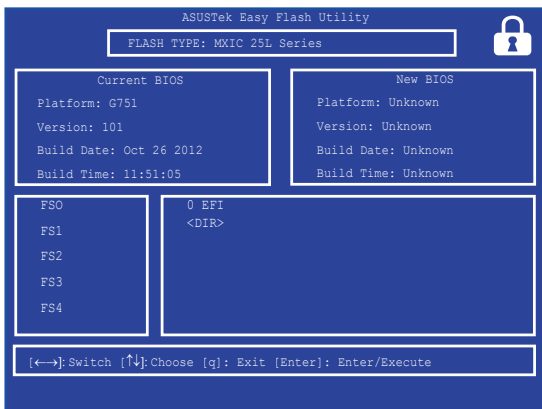 ASUSTek Easy Flash Utility
FLASH TYPE: MXIC 25L Series
Current BIOS
Platform: G751
Version: 101
Build Date: Oct 26 2012
Build Time: 11:51:05
New BIOS
Platform: Unknown
Version: Unknown
Build Date: Unknown
Build Time: Unknown
FSO
FS1
FS2
FS3
FS4
0 EFI
<DIR>
[←→]: Switch [↑↓]: Choose [q]: Exit [Enter]: Enter/Execute